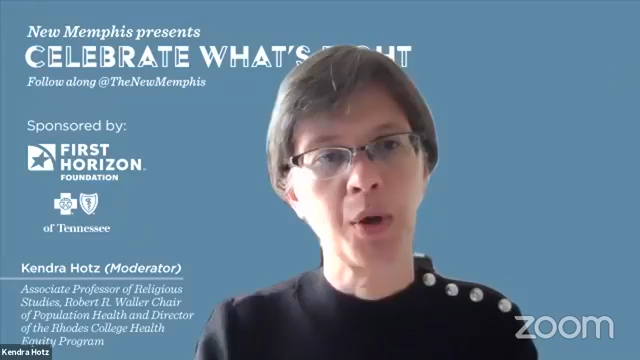 New Memphis presents
CELEBRATE WHAT'S RIGHT
Follow along @TheNewMemphis
Sponsored by:
FIRST
HORIZON
FOUNDATION
of Tennessee
Kendra Hotz (Moderator)
Associate Professor of Religious
Studies, Robert R. Waller Chair
of Population Health and Director
of the Rhodes College Health
Equity Program
Kendra Hotz
zoom